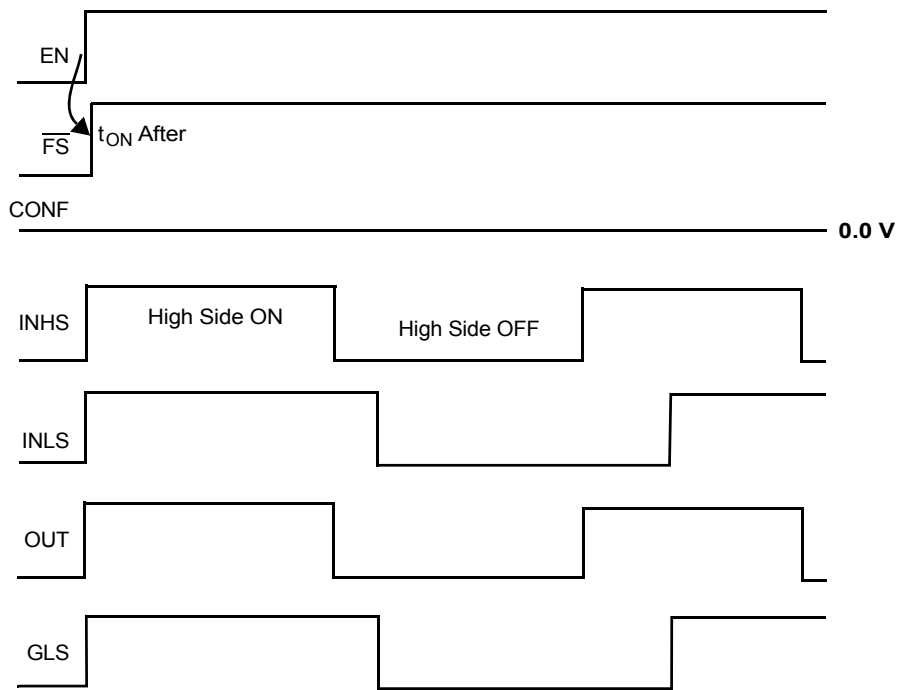 EN
FS
tON After
CONF
0.0 V
INHS
High Side ON
High Side OFF
INLS
OUT
GLS